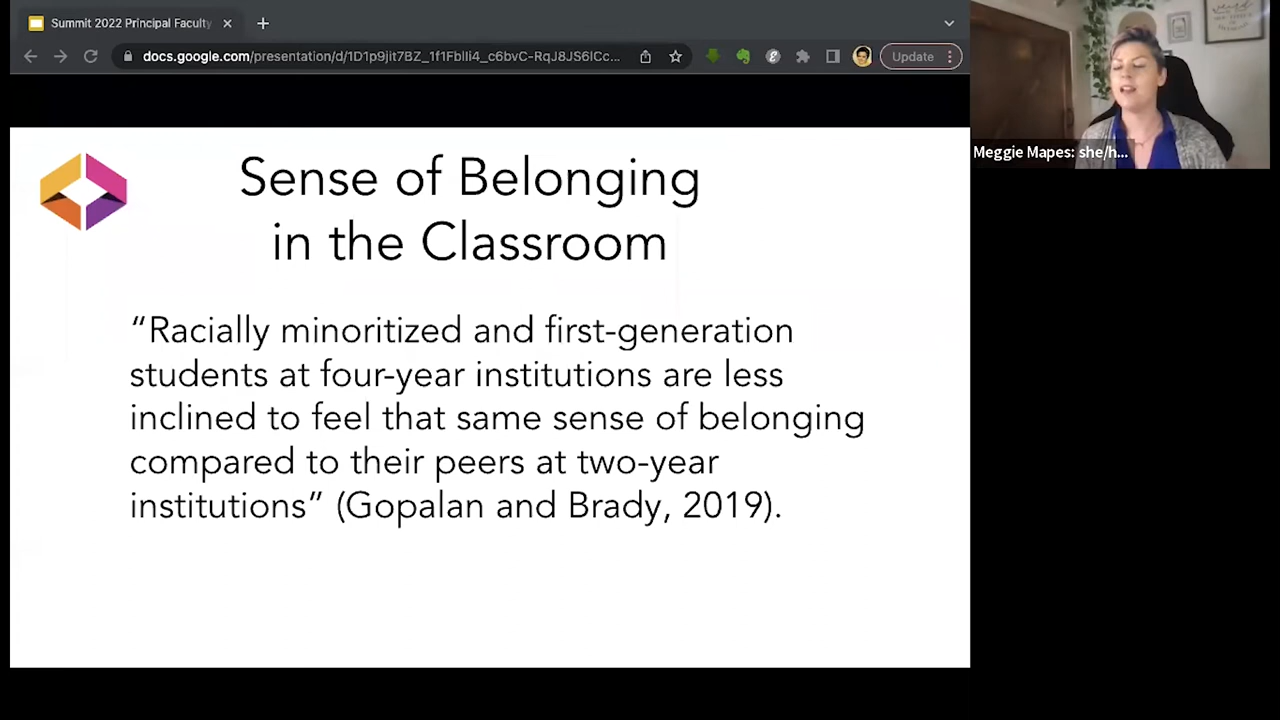 Summit 2022 Principal Faculty
docs.google.com/presentation/d/1D1p9jit7BZ_1f1FbIli4_c6bvC-RqJ8JS6lCc...
Update
Meggie Mapes: she/h...
Sense of Belonging
in the Classroom
“Racially minoritized and first-generation
students at four-year institutions are less
inclined to feel that same sense of belonging
compared to their peers at two-year
institutions” (Gopalan and Brady, 2019).